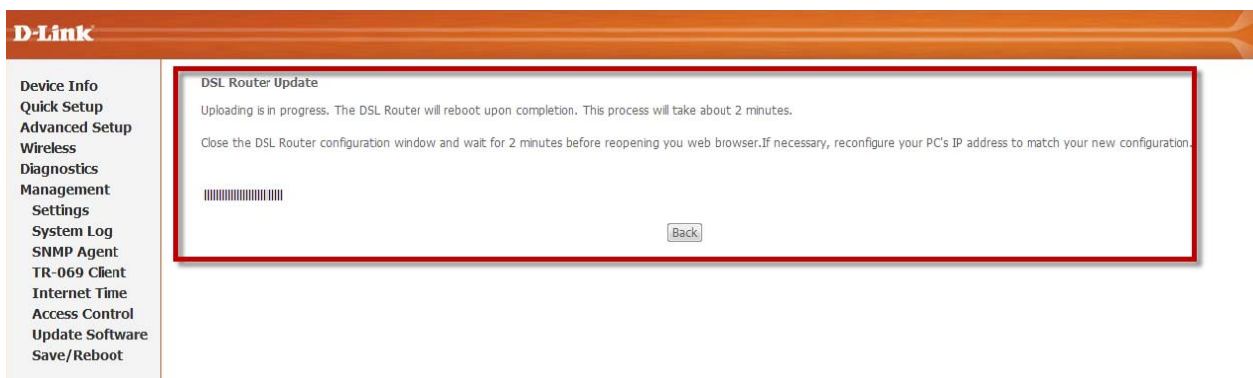 D-Link
Device Info
Quick Setup
Advanced Setup
Wireless
Diagnostics
Management
Settings
System Log
SNMP Agent
TR-069 Client
Internet Time
Access Control
Update Software
Save/Reboot
DSL Router Update
Uploading is in progress. The DSL Router will reboot upon completion. This process will take about 2 minutes.
Close the DSL Router configuration window and wait for 2 minutes before reopening you web browser.If necessary, reconfigure your PC's IP address to match your new configuration.
Back